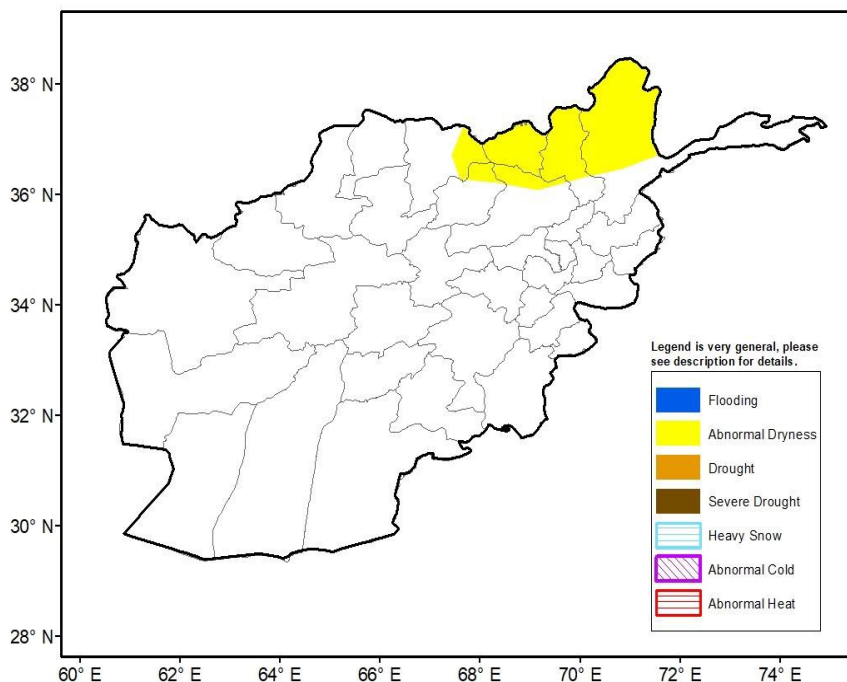 38° N
36° N
34° N
32° N
30° N
28° N
60° E
62° E
64° E
66° E
68° E
70° E
72° E
74° E
Legend is very general, please
see description for details.
Flooding
Abnormal Dryness
Drought
Severe Drought
Heavy Snow
Abnormal Cold
Abnormal Heat